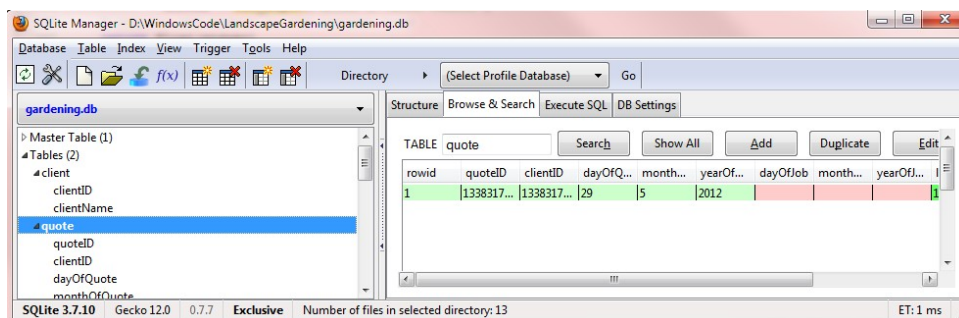 SQLite Manager - D:\WindowsCode\LandscapeGardening\gardening.db
Database Table Index View Trigger Tools Help
f(x) Directory (Select Profile Database) Go
gardening.db
Structure Browse & Search Execute SQL DB Settings
Master Table (1)
Tables (2)
client
clientID
clientName
quote
quoteID
clientID
dayOfQuote
monthOfQuote
TABLE quote Search Show All Add Duplicate Edit
rowid quoteID clientID dayOfQ... month... yearOf... dayOfJob month... yearOfJ...
1 1338317... 1338317... 29 5 2012 1
SQLite 3.7.10 Gecko 12.0 0.7.7 Exclusive Number of files in selected directory: 13 ET: 1 ms